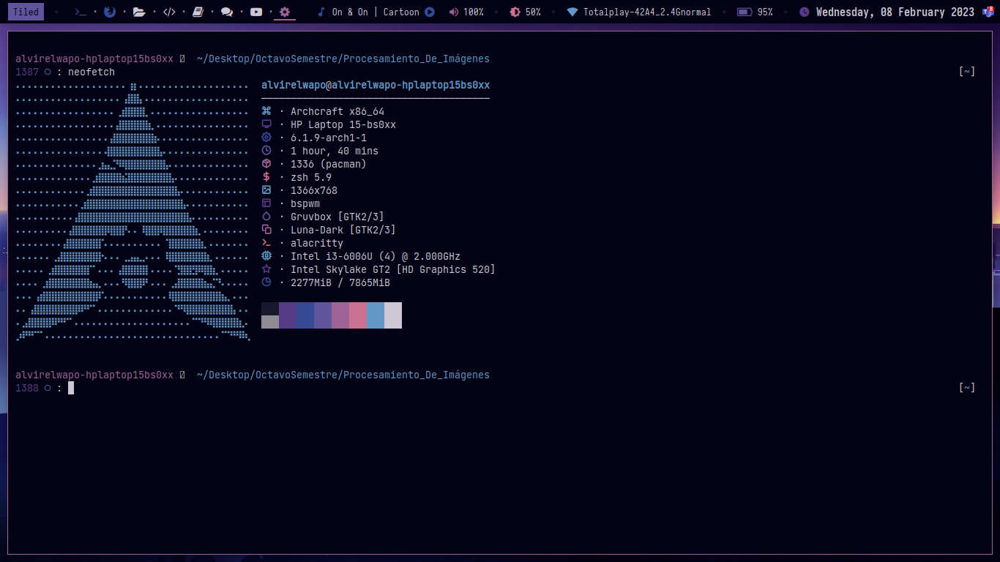 Tiled On & On | Cartoon 100% 50% Totalplay-42A4_2.4Gnormal 95% Wednesday, 08 February 2023 8
alvirelwapo-hplaptop15bs0xx ~/Desktop/OctavoSemestre/Procesamiento_De_Imágenes
1387 ○ : neofetch [~]
alvirelwapo@alvirelwapo-hplaptop15bs0xx
· Archcraft x86_64
· HP Laptop 15-bs0xx
· 6.1.9-arch1-1
· 1 hour, 40 mins
· 1336 (pacman)
· zsh 5.9
· 1366x768
· bspwm
· Gruvbox [GTK2/3]
· Luna-Dark [GTK2/3]
· alacritty
· Intel i3-6006U (4) @ 2.000GHz
· Intel Skylake GT2 [HD Graphics 520]
· 2277MiB / 7865MiB
alvirelwapo-hplaptop15bs0xx ~/Desktop/OctavoSemestre/Procesamiento_De_Imágenes
1388 ○ : [~]